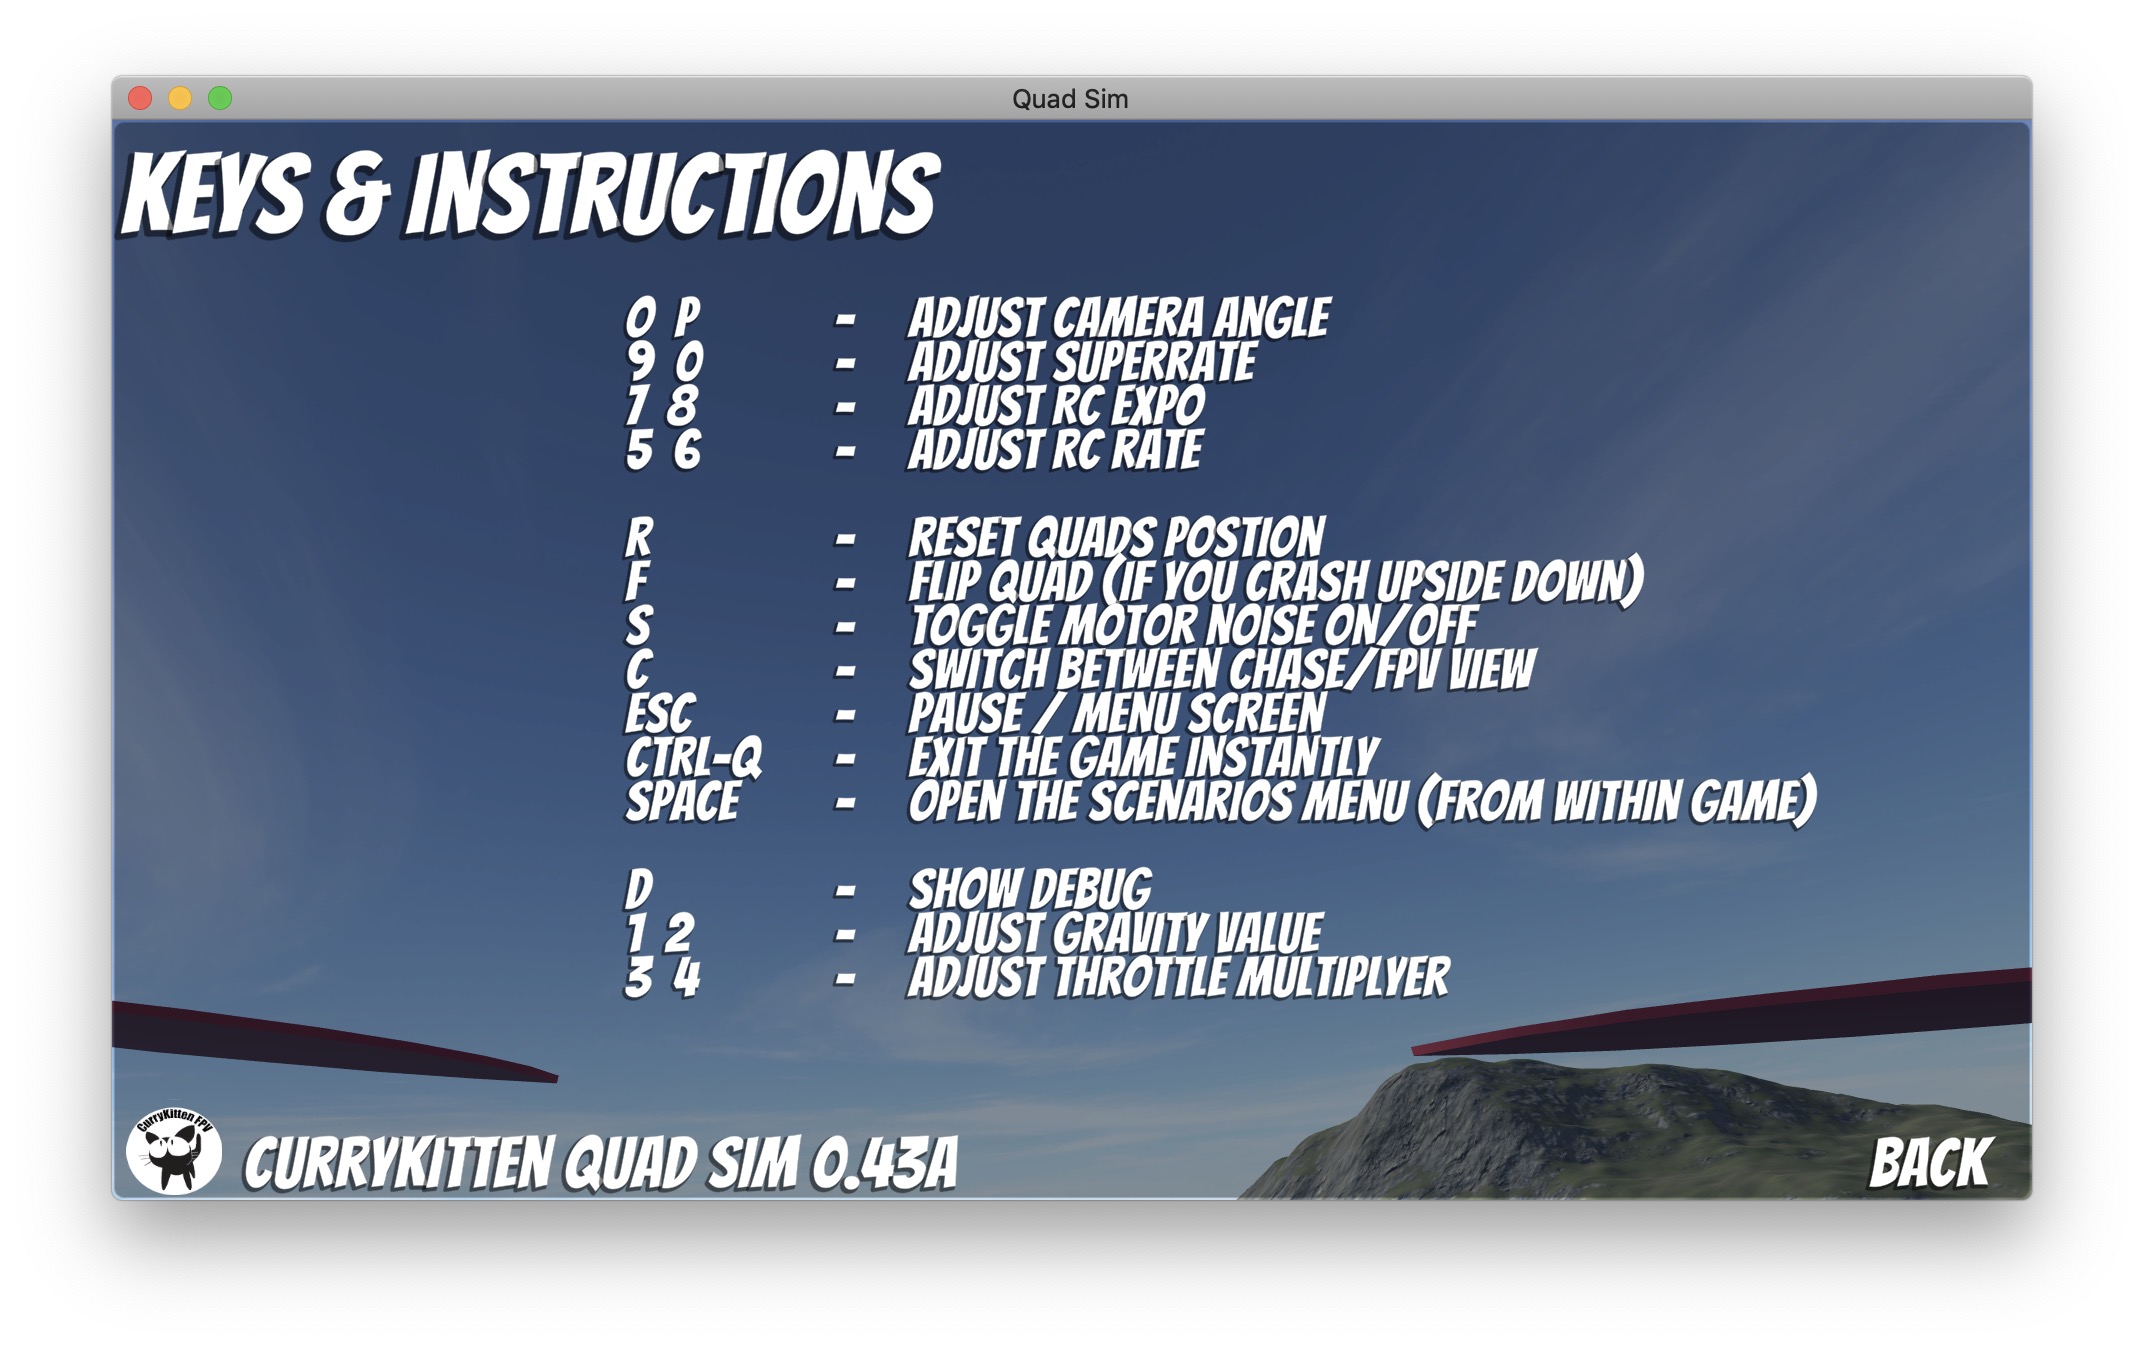 Quad Sim
KEYS & INSTRUCTIONS
O P - ADJUST CAMERA ANGLE
9 0 - ADJUST SUPERRATE
7 8 - ADJUST RC EXPO
5 6 - ADJUST RC RATE
R - RESET QUADS POSTION
F - FLIP QUAD (IF YOU CRASH UPSIDE DOWN)
S - TOGGLE MOTOR NOISE ON/OFF
C - SWITCH BETWEEN CHASE/FPV VIEW
ESC - PAUSE / MENU SCREEN
CTRL-Q - EXIT THE GAME INSTANTLY
SPACE - OPEN THE SCENARIOS MENU (FROM WITHIN GAME)
D - SHOW DEBUG
1 2 - ADJUST GRAVITY VALUE
3 4 - ADJUST THROTTLE MULTIPLYER
CurryKitten FPV
CURRYKITTEN QUAD SIM 0.43A
BACK